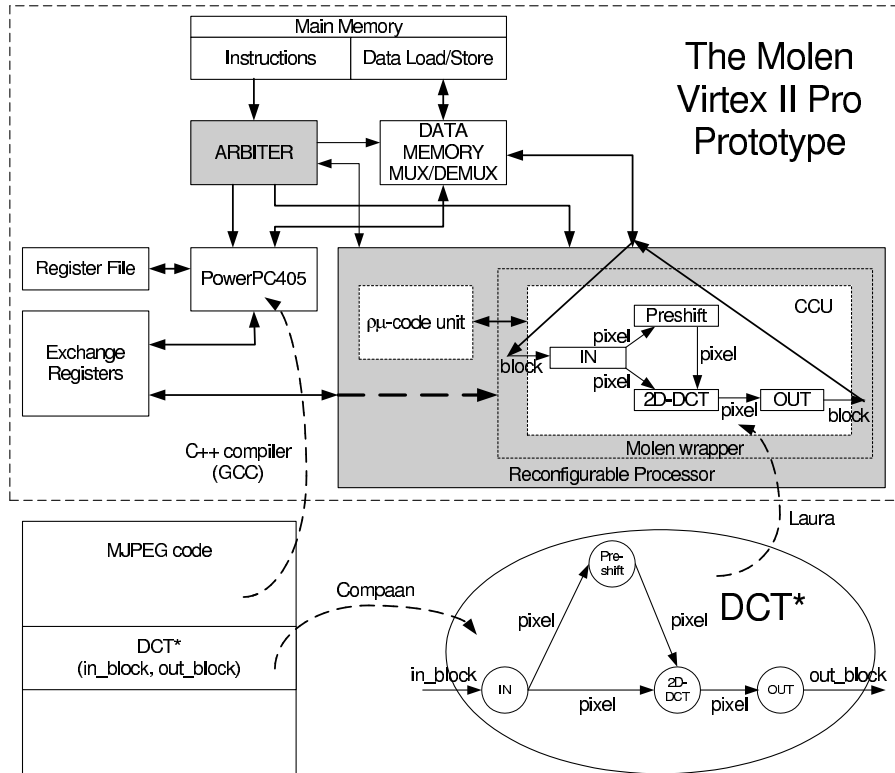 Main Memory
Instructions
Data Load/Store
The Molen
Virtex II Pro
Prototype
ARBITER
DATA
MEMORY
MUX/DEMUX
Register File
PowerPC405
ρμ-code unit
CCU
Preshift
pixel
block
IN
pixel
pixel
2D-DCT
pixel
OUT
block
Exchange
Registers
Molen wrapper
Reconfigurable Processor
C++ compiler
(GCC)
Laura
MJPEG code
Compaan
DCT*
(in_block, out_block)
Pre-
shift
DCT*
pixel
pixel
in_block
IN
pixel
2D-
DCT
pixel
OUT
out_block